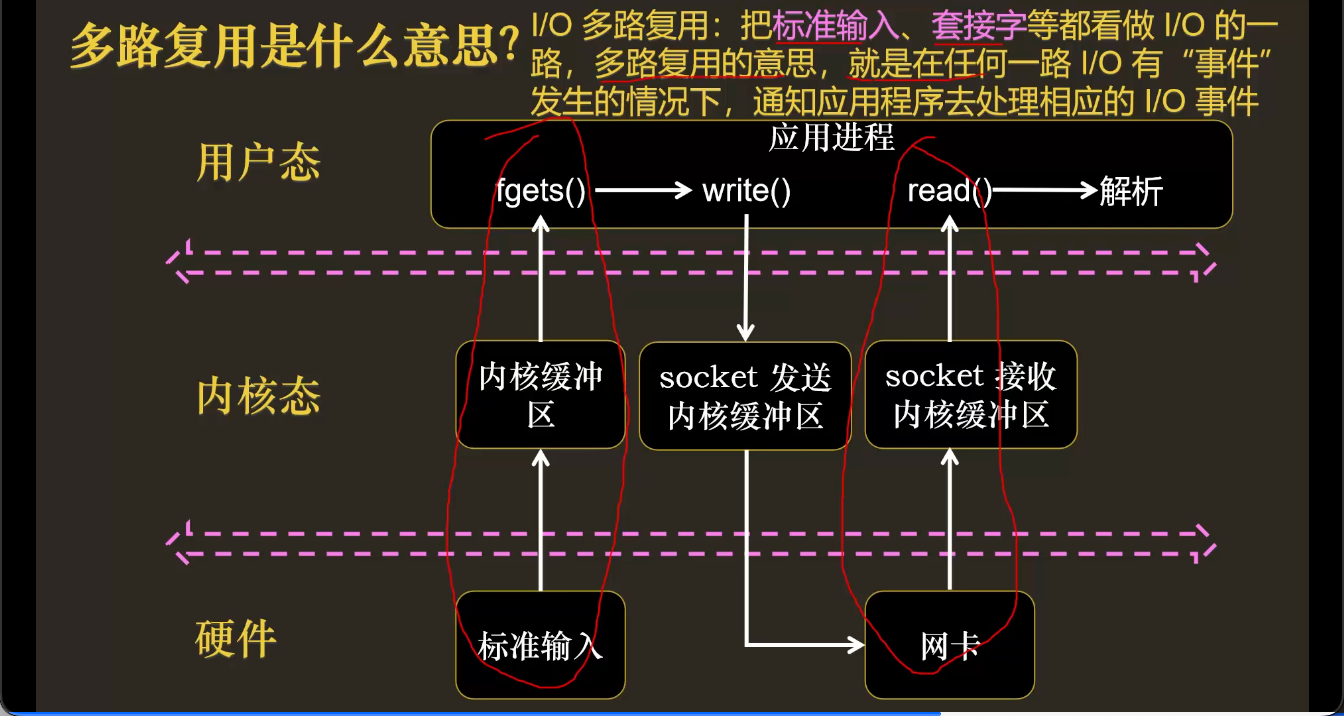 多路复用是什么意思?
I/O 多路复用：把标准输入、套接字等都看做 I/O 的一
路，多路复用的意思，就是在任何一路 I/O 有“事件”
发生的情况下，通知应用程序去处理相应的 I/O 事件
用户态
应用进程
fgets()
write()
read()
解析
内核态
内核缓冲
区
socket 发送
内核缓冲区
socket 接收
内核缓冲区
硬件
标准输入
网卡